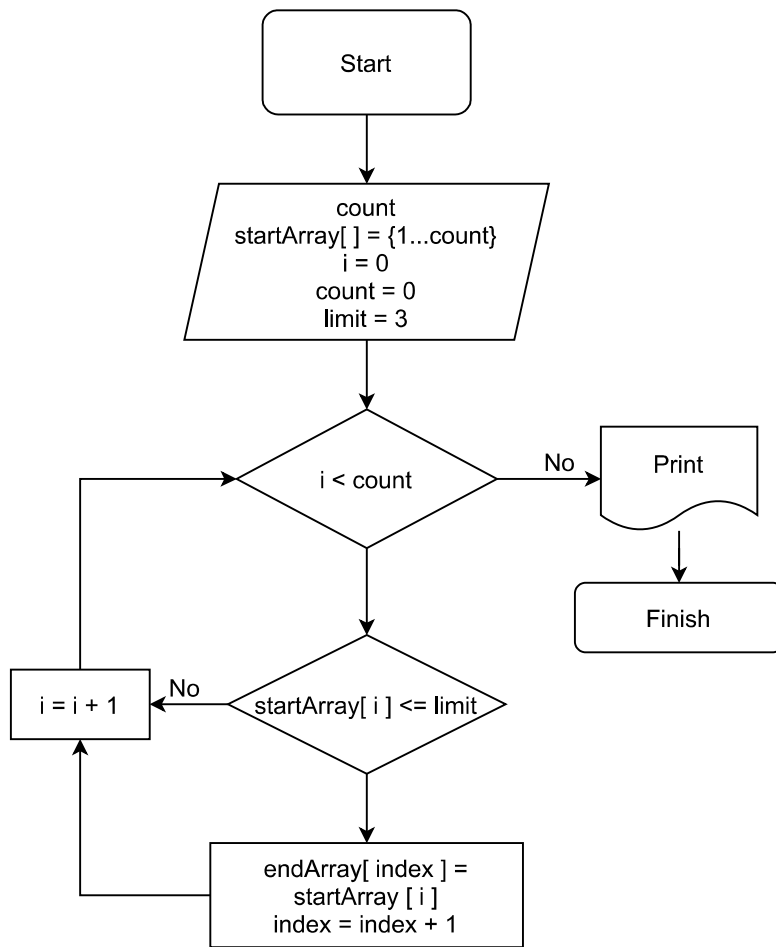 Start
count
startArray[ ] = {1...count}
i = 0
count = 0
limit = 3
i < count
No
Print
Finish
startArray[ i ] <= limit
No
i = i + 1
endArray[ index ] =
startArray [ i ]
index = index + 1